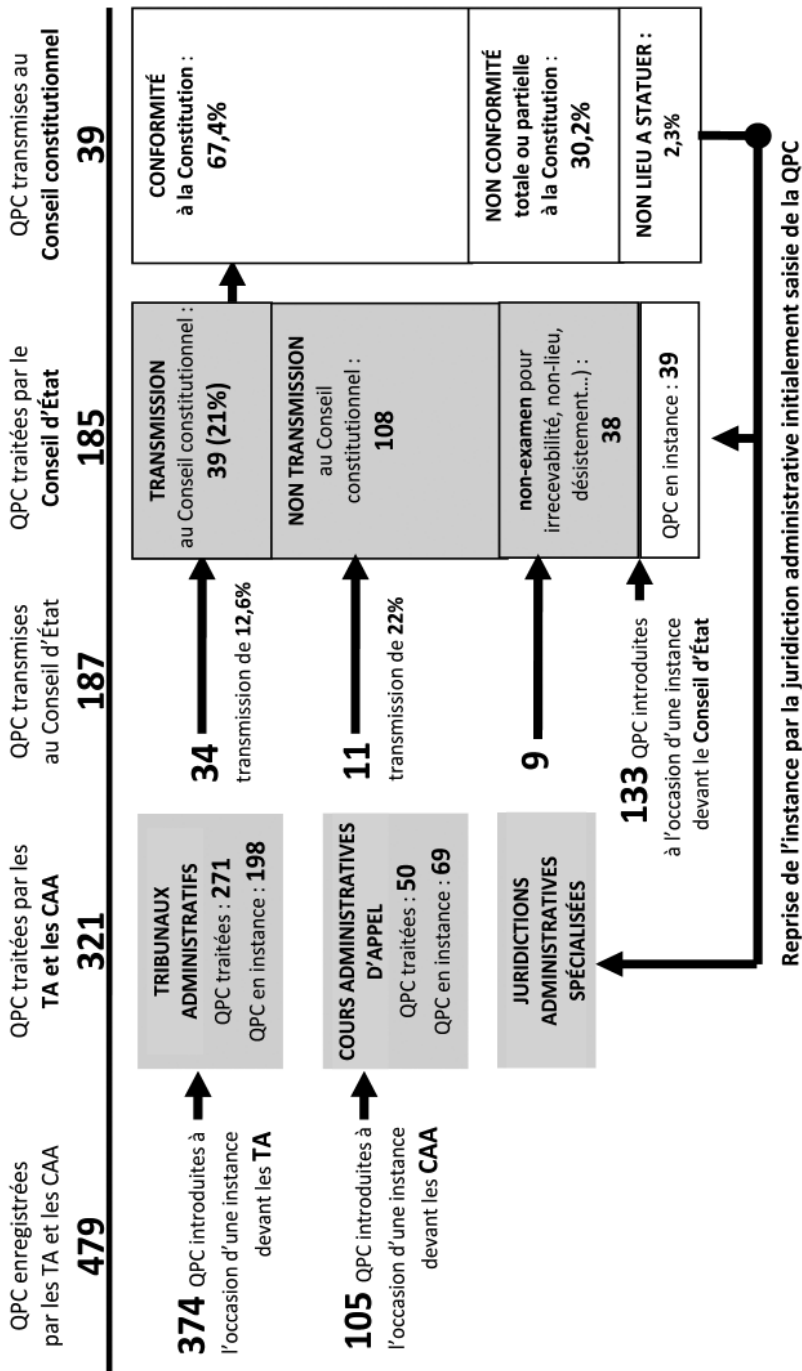 QPC enregistrées
par les TA et les CAA
479
QPC traitées par les
TA et les CAA
321
QPC transmises
au Conseil d'État
187
QPC traitées par le
Conseil d'État
185
QPC transmises au
Conseil constitutionnel
39
374 QPC introduites à
l'occasion d'une instance
devant les TA
105 QPC introduites à
l'occasion d'une instance
devant les CAA
TRIBUNAUX
ADMINISTRATIFS
QPC traitées : 271
QPC en instance : 198
COURS ADMINISTRATIVES
D'APPEL
QPC traitées : 50
QPC en instance : 69
JURIDICTIONS
ADMINISTRATIVES
SPÉCIALISÉES
34
transmission de 12,6%
11
transmission de 22%
9
133 QPC introduites
à l'occasion d'une instance
devant le Conseil d'État
TRANSMISSION
au Conseil constitutionnel :
39 (21%)
NON TRANSMISSION
au Conseil
constitutionnel :
108
non-examen pour
irrecevabilité, non-lieu,
désistement...) :
38
QPC en instance : 39
CONFORMITÉ
à la Constitution :
67,4%
NON CONFORMITÉ
totale ou partielle
à la Constitution :
30,2%
NON LIEU A STATUER :
2,3%
Reprise de l'instance par la juridiction administrative initialement saisie de la QPC